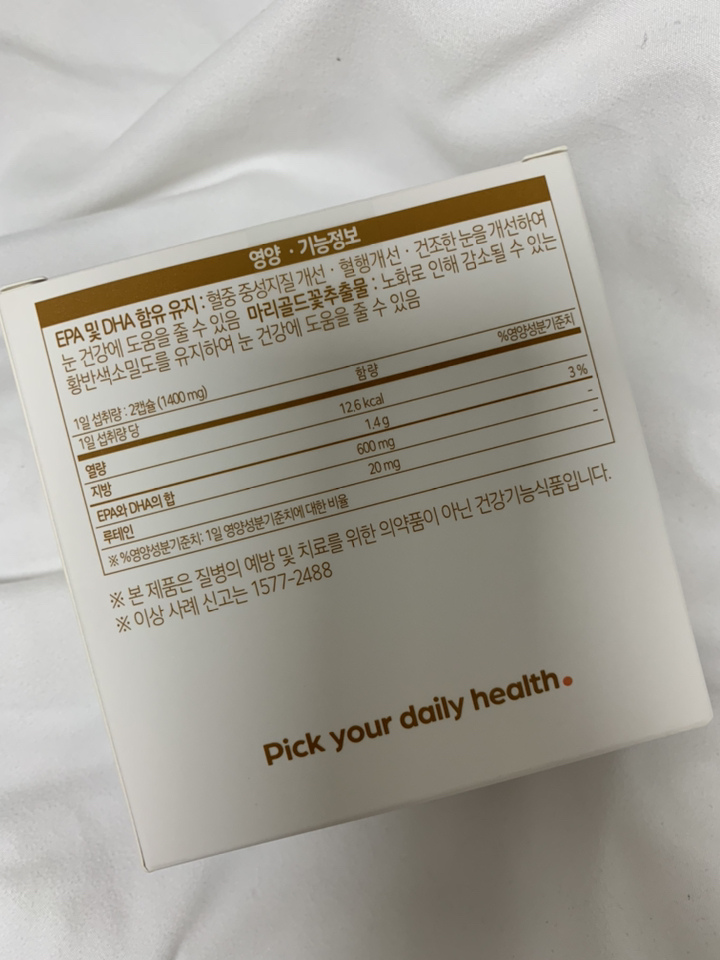 영양 · 기능정보
EPA 및 DHA 함유 유지 : 혈중 중성지질 개선 · 혈행개선 · 건조한 눈을 개선하여
눈 건강에 도움을 줄 수 있음 마리골드꽃추출물 : 노화로 인해 감소될 수 있는
황반색소밀도를 유지하여 눈 건강에 도움을 줄 수 있음
1일 섭취량 : 2캡슐 (1400 mg)
1일 섭취량 당 함량 %영양성분기준치
열량 12.6 kcal
지방 1.4 g 3 %
EPA와 DHA의 합 600 mg -
루테인 20 mg -
※ %영양성분기준치: 1일 영양성분기준치에 대한 비율
※ 본 제품은 질병의 예방 및 치료를 위한 의약품이 아닌 건강기능식품입니다.
※ 이상 사례 신고는 1577-2488
Pick your daily health.